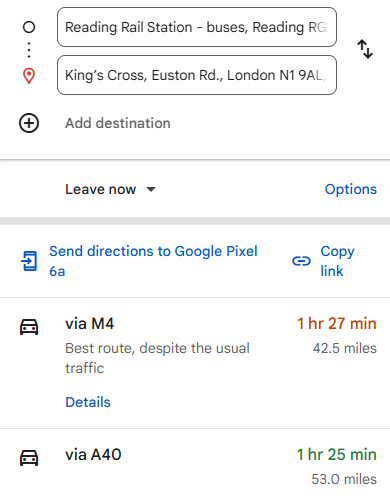 Reading Rail Station - buses, Reading RG
King's Cross, Euston Rd., London N1 9AL,
Add destination
Leave now
Options
Send directions to Google Pixel
6a
Copy
link
via M4
1 hr 27 min
Best route, despite the usual
traffic
42.5 miles
Details
via A40
1 hr 25 min
53.0 miles